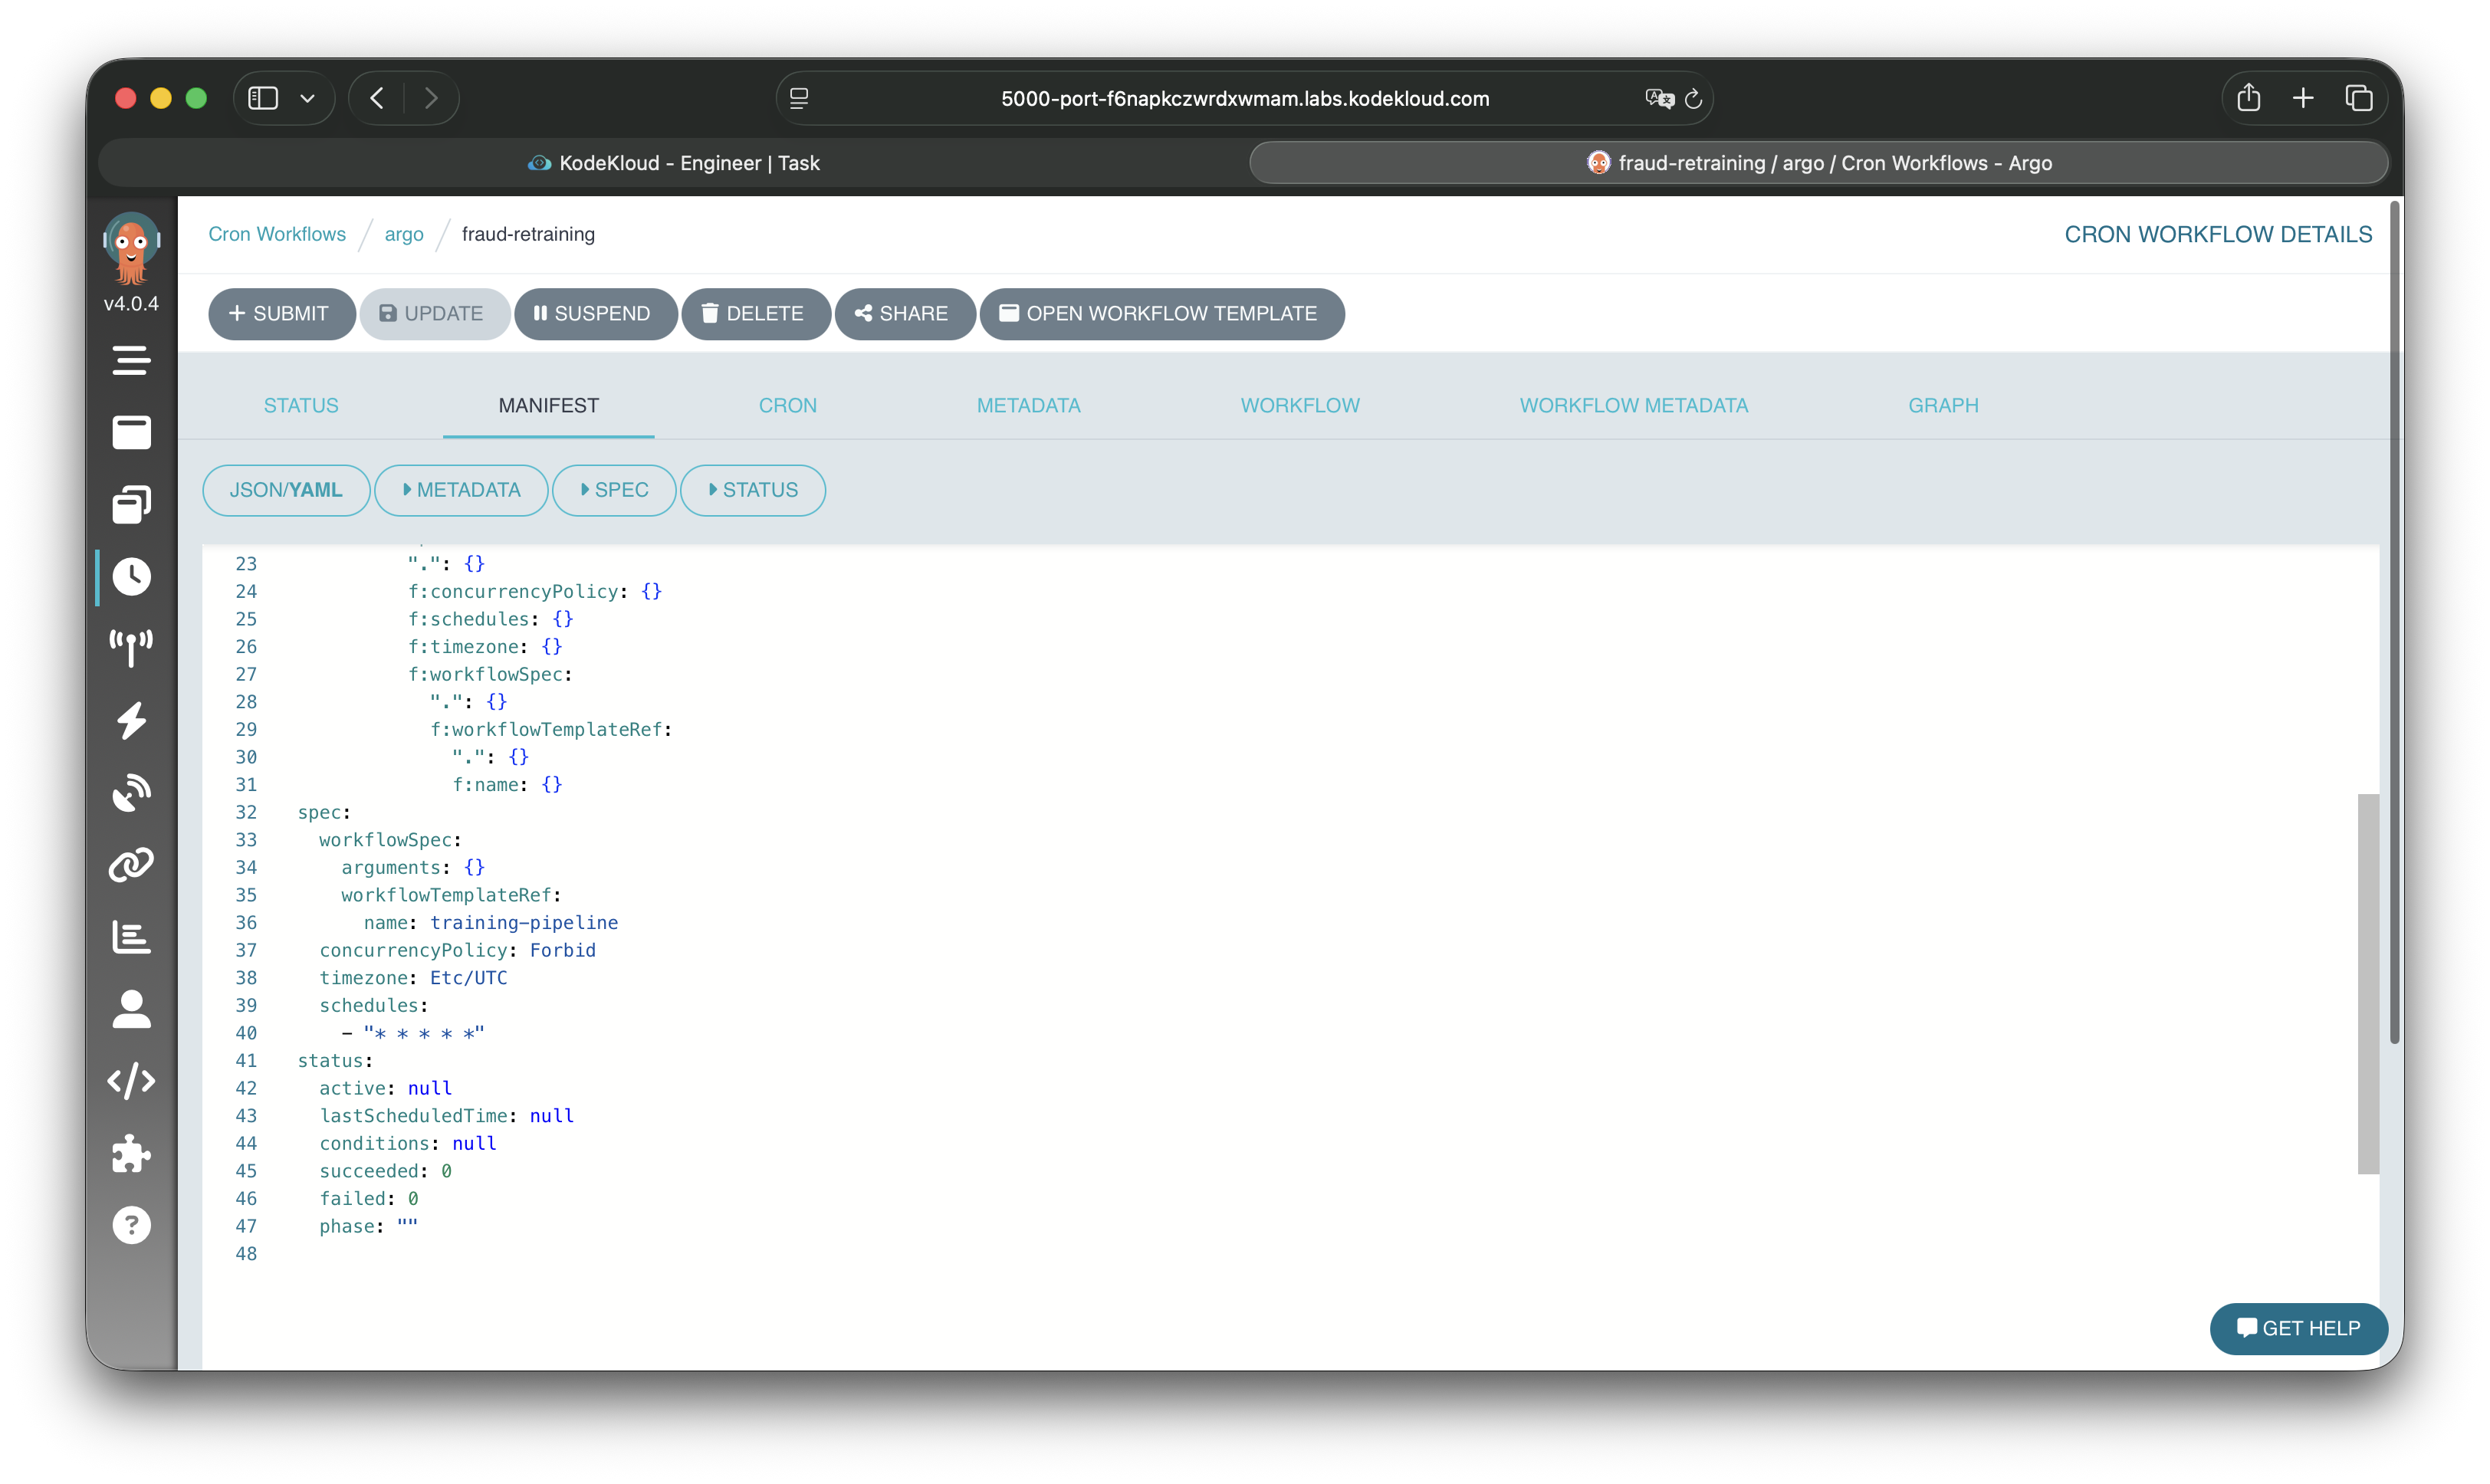 5000-port-f6napkczwrdxwmam.labs.kodekloud.com
KodeKloud - Engineer | Task
fraud-retraining / argo / Cron Workflows - Argo
v4.0.4
Cron Workflows / argo / fraud-retraining
CRON WORKFLOW DETAILS
+ SUBMIT
UPDATE
SUSPEND
DELETE
SHARE
OPEN WORKFLOW TEMPLATE
STATUS
MANIFEST
CRON
METADATA
WORKFLOW
WORKFLOW METADATA
GRAPH
JSON/YAML
METADATA
SPEC
STATUS
23 ".": {}
24 f:concurrencyPolicy: {}
25 f:schedules: {}
26 f:timezone: {}
27 f:workflowSpec:
28 ".": {}
29 f:workflowTemplateRef:
30 ".": {}
31 f:name: {}
32 spec:
33 workflowSpec:
34 arguments: {}
35 workflowTemplateRef:
36 name: training-pipeline
37 concurrencyPolicy: Forbid
38 timezone: Etc/UTC
39 schedules:
40 - "* * * * *"
41 status:
42 active: null
43 lastScheduledTime: null
44 conditions: null
45 succeeded: 0
46 failed: 0
47 phase: ""
48
GET HELP